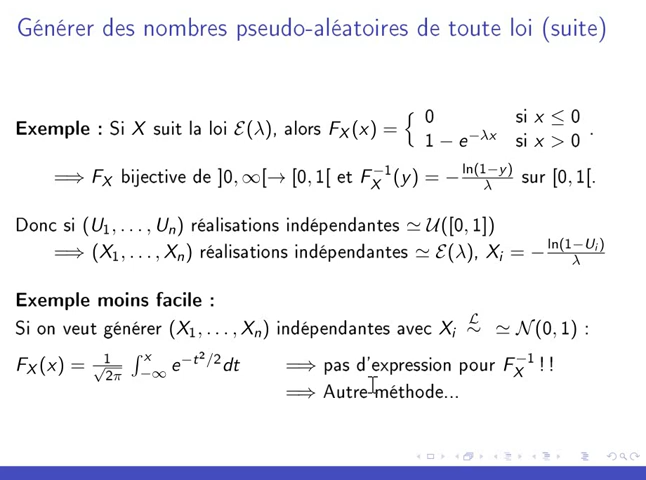 Générer des nombres pseudo-aléatoires de toute loi (suite)
Exemple : Si X suit la loi ℰ(λ), alors F_X(x) = { 0 si x ≤ 0
1 − e^{−λx} si x > 0 .
⟹ F_X bijective de ]0, ∞[→ [0, 1[ et F_X^{−1}(y) = − ln(1−y)/λ sur [0, 1[.
Donc si (U_1, . . . , U_n) réalisations indépendantes ≃ 𝒰([0, 1])
⟹ (X_1, . . . , X_n) réalisations indépendantes ≃ ℰ(λ), X_i = − ln(1−U_i)/λ
Exemple moins facile :
Si on veut générer (X_1, . . . , X_n) indépendantes avec X_i ∼^ℒ ≃ 𝒩(0, 1) :
F_X(x) = 1/√2π ∫_{−∞}^{x} e^{−t²/2} dt ⟹ pas d'expression pour F_X^{−1} ! !
⟹ Autre méthode...